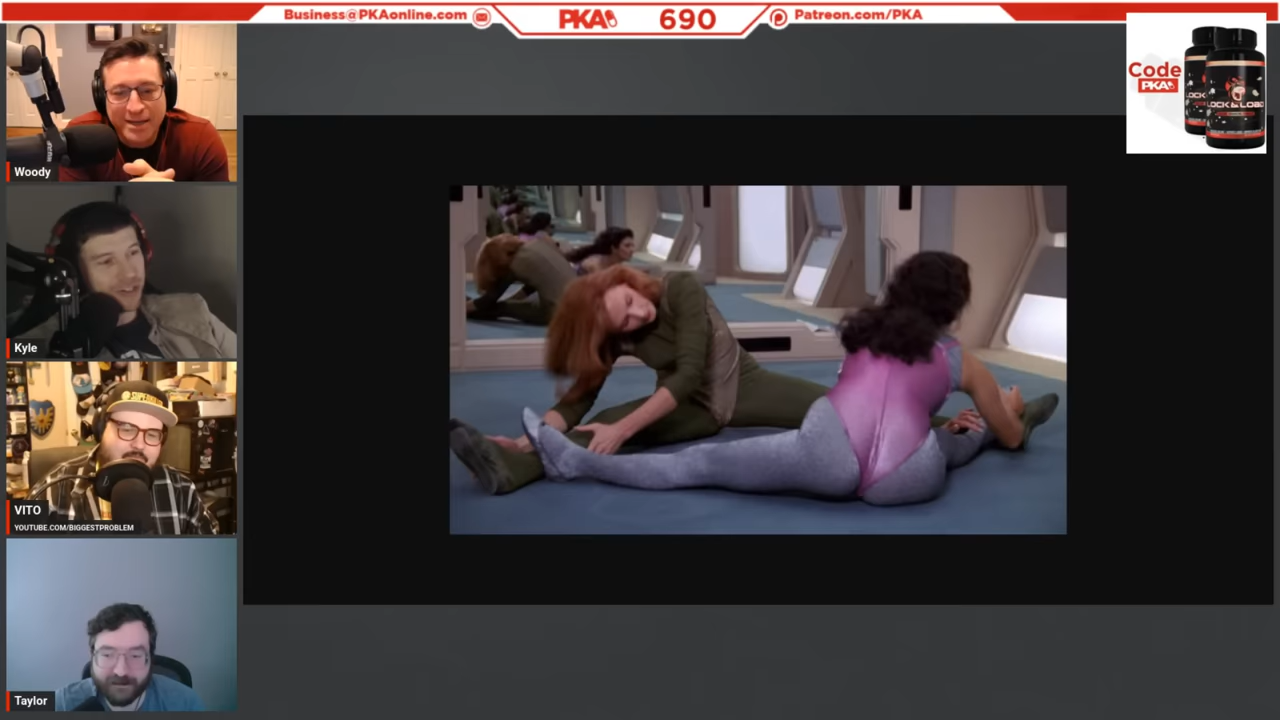 Business@PKAonline.com
PKA
690
Patreon.com/PKA
Code
PKA
LOCK & LOAD
Woody
Kyle
VITO
YOUTUBE.COM/BIGGESTPROBLEM
Taylor